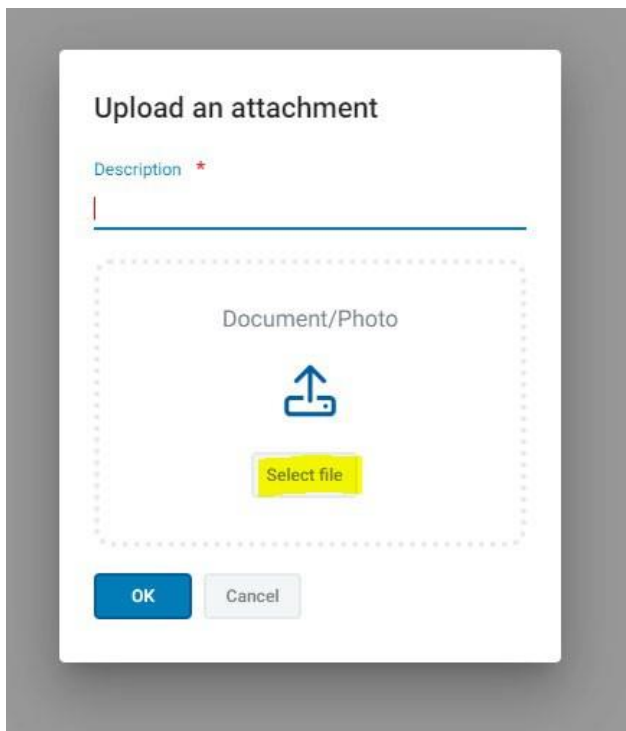 Upload an attachment
Description *
Document/Photo
Select file
OK Cancel